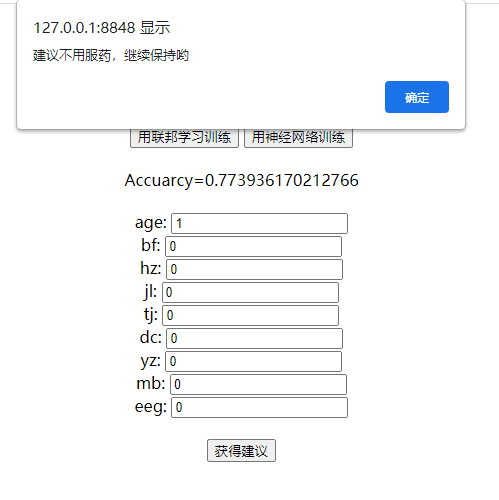 127.0.0.1:8848 显示
建议不用服药，继续保持哟
确定
用联邦学习训练 用神经网络训练
Accuarcy=0.773936170212766
age: 1
bf: 0
hz: 0
jl: 0
tj: 0
dc: 0
yz: 0
mb: 0
eeg: 0
获得建议